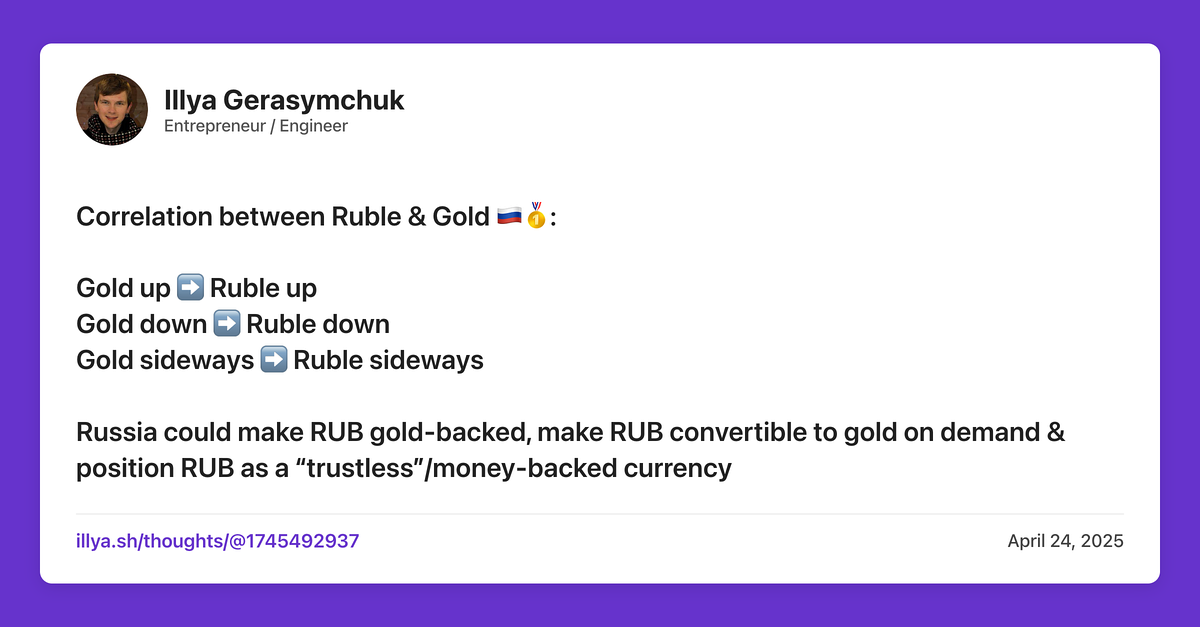 Illya Gerasymchuk
Entrepreneur / Engineer
Correlation between Ruble & Gold 🇷🇺🥇:
Gold up ➡️ Ruble up
Gold down ➡️ Ruble down
Gold sideways ➡️ Ruble sideways
Russia could make RUB gold-backed, make RUB convertible to gold on demand &
position RUB as a “trustless”/money-backed currency
illya.sh/thoughts/@1745492937
April 24, 2025